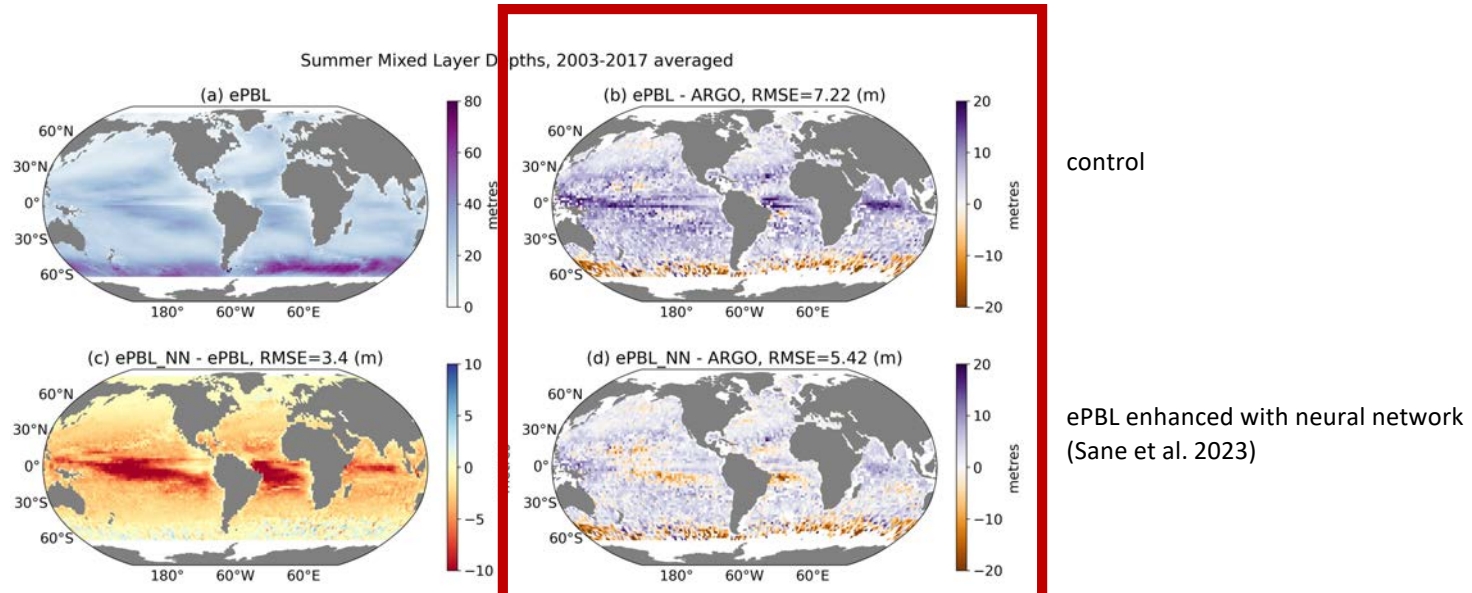 Summer Mixed Layer Depths, 2003-2017 averaged
(a) ePBL
60°N
30°N
0°
30°S
60°S
180°
60°W
60°E
80
60
40
20
0
metres
(b) ePBL - ARGO, RMSE=7.22 (m)
60°N
30°N
0°
30°S
60°S
180°
60°W
60°E
20
10
0
−10
−20
metres
control
(c) ePBL_NN - ePBL, RMSE=3.4 (m)
60°N
30°N
0°
30°S
60°S
180°
60°W
60°E
10
5
0
−5
−10
(d) ePBL_NN - ARGO, RMSE=5.42 (m)
60°N
30°N
0°
30°S
60°S
180°
60°W
60°E
20
10
0
−10
−20
metres
ePBL enhanced with neural network
(Sane et al. 2023)